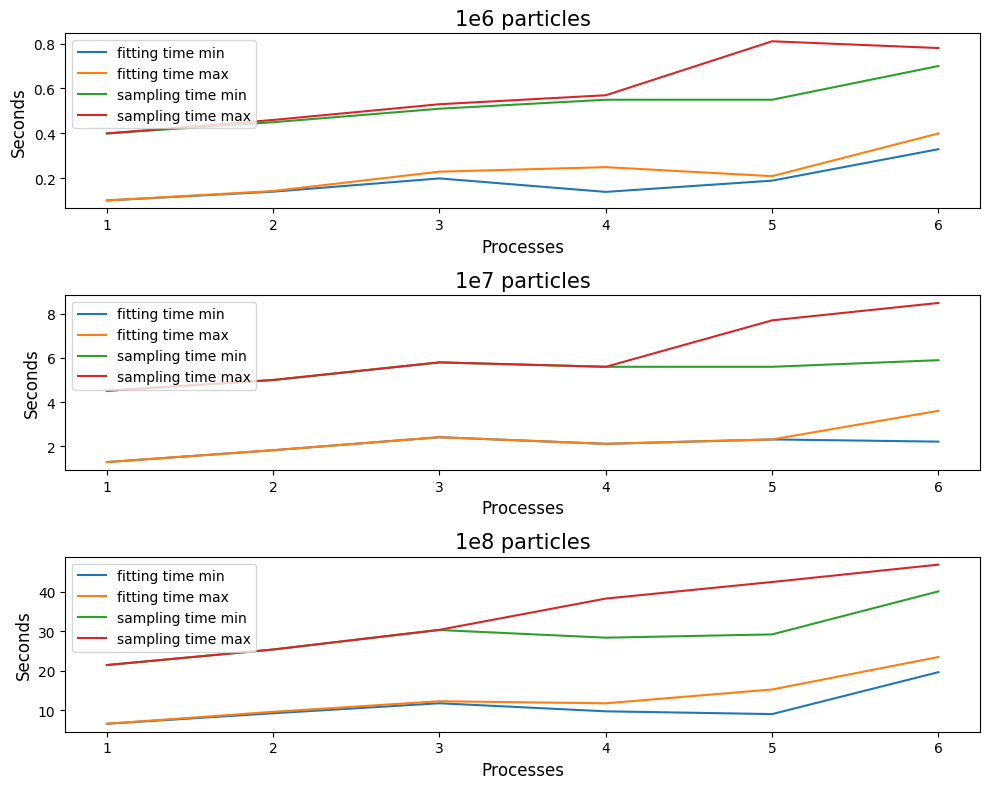 1e6 particles
fitting time min
fitting time max
sampling time min
sampling time max
Seconds
0.8
0.6
0.4
0.2
1 2 3 4 5 6
Processes
1e7 particles
fitting time min
fitting time max
sampling time min
sampling time max
Seconds
8
6
4
2
1 2 3 4 5 6
Processes
1e8 particles
fitting time min
fitting time max
sampling time min
sampling time max
Seconds
40
30
20
10
1 2 3 4 5 6
Processes